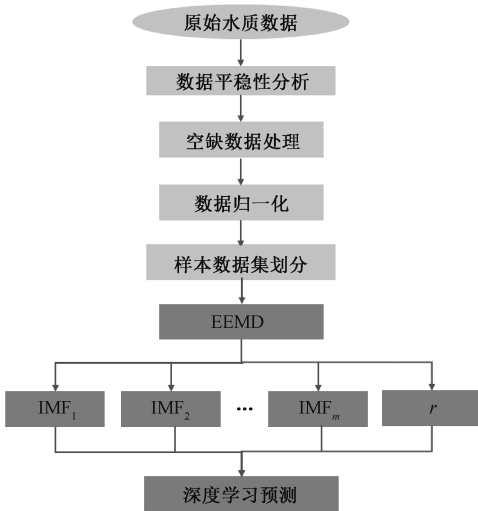 原始水质数据
数据平稳性分析
空缺数据处理
数据归一化
样本数据集划分
EEMD
IMF₁ IMF₂ ··· IMFₘ r
深度学习预测